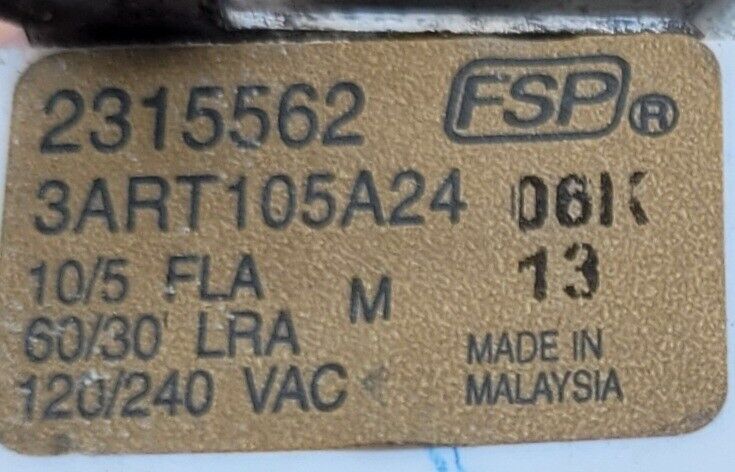 2315562 FSP®
3ART105A24 06K
10/5 FLA M 13
60/30 LRA
120/240 VAC
MADE IN
MALAYSIA